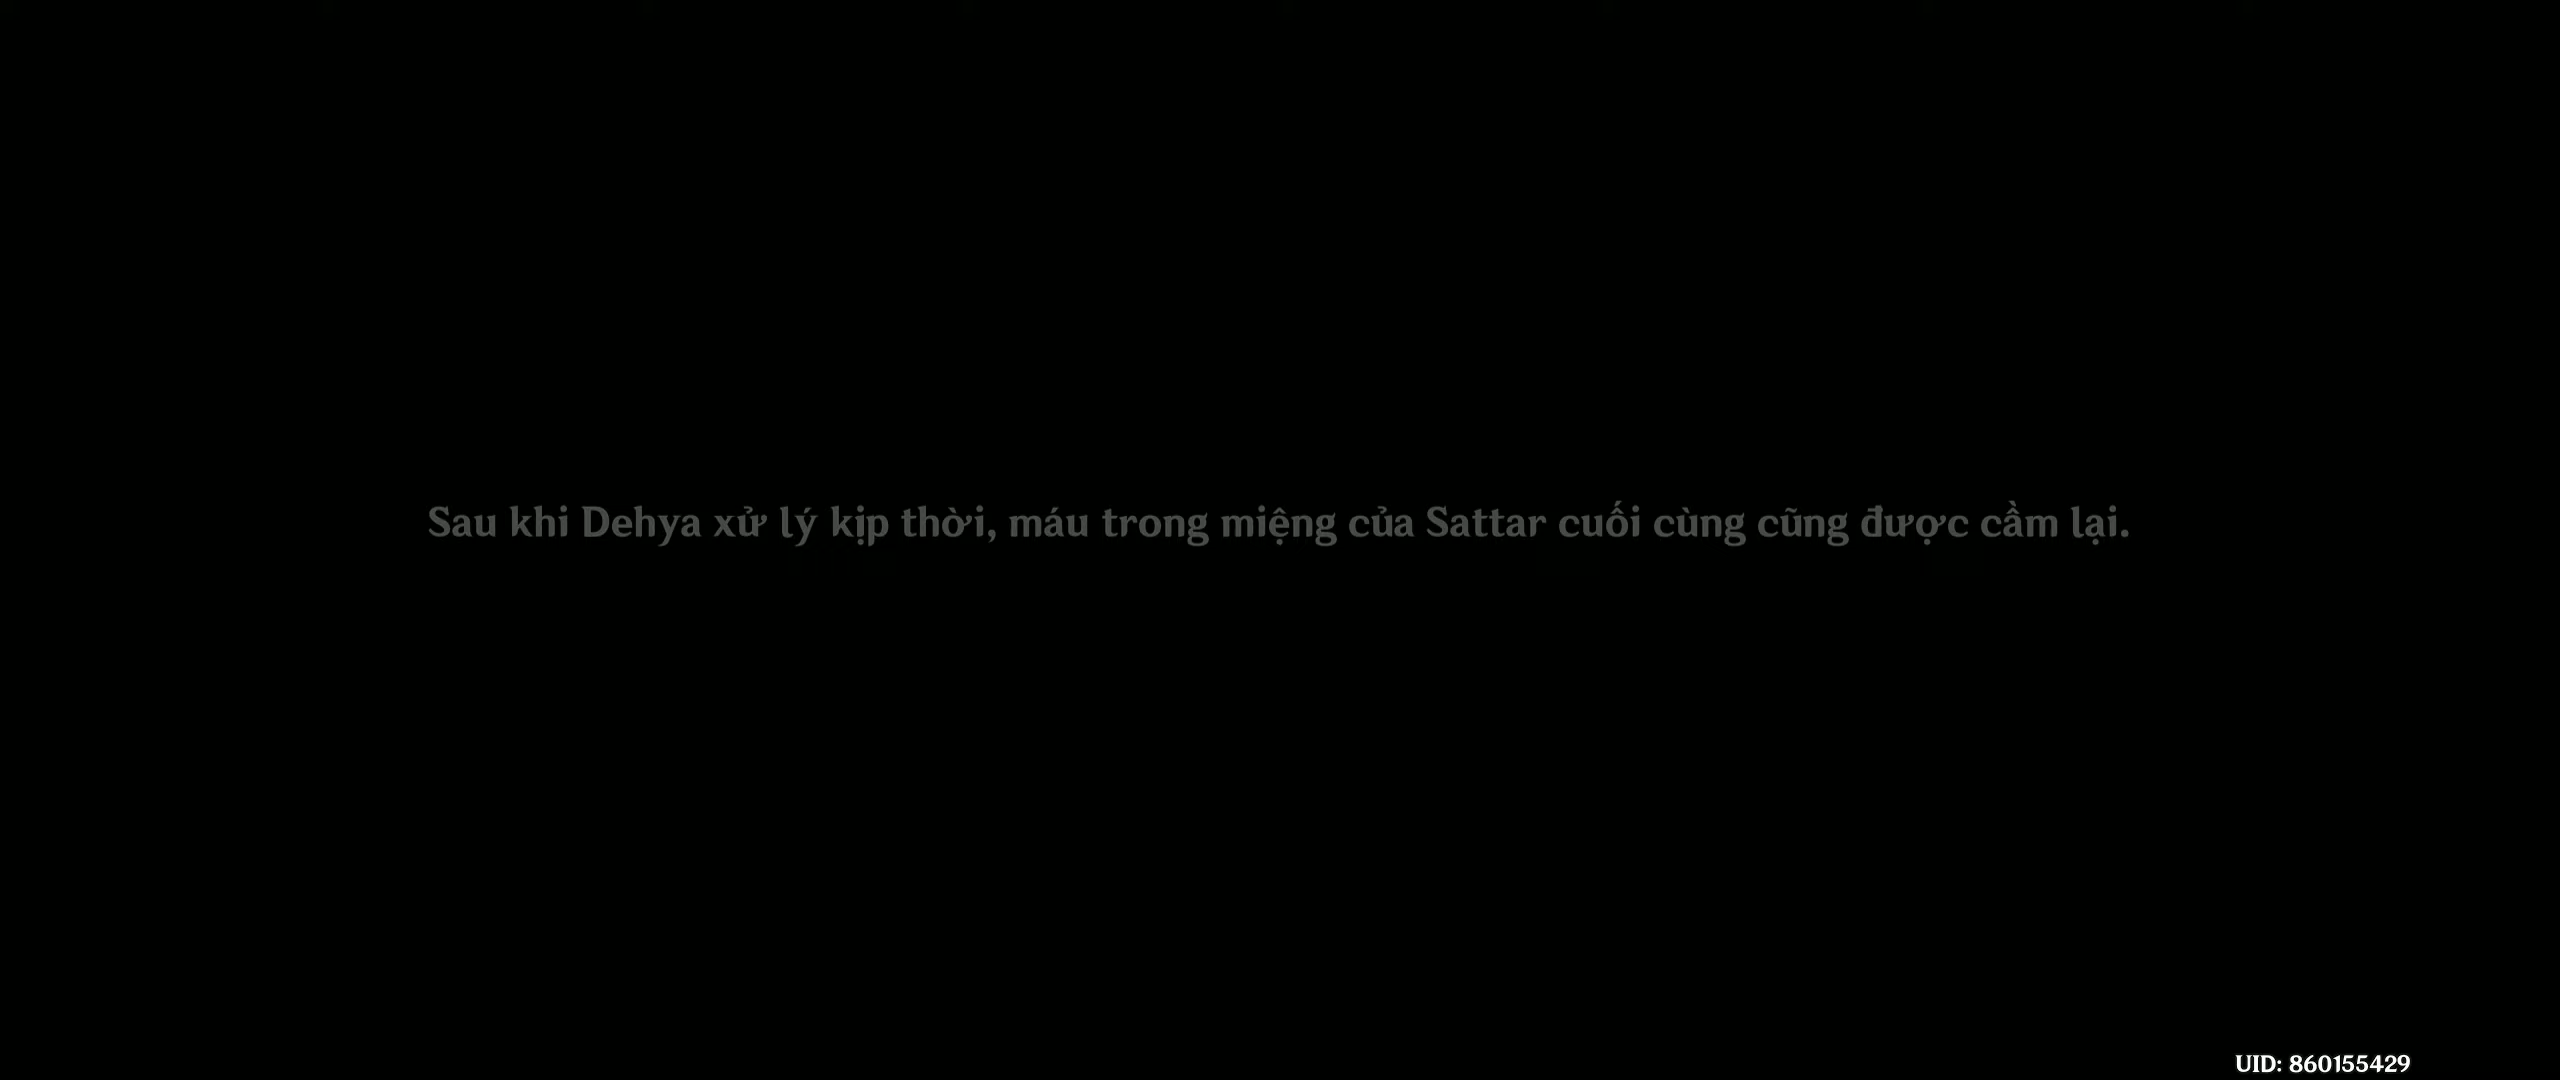 Sau khi Dehya xử lý kịp thời, máu trong miệng của Sattar cuối cùng cũng được cầm lại.
UID: 860155429